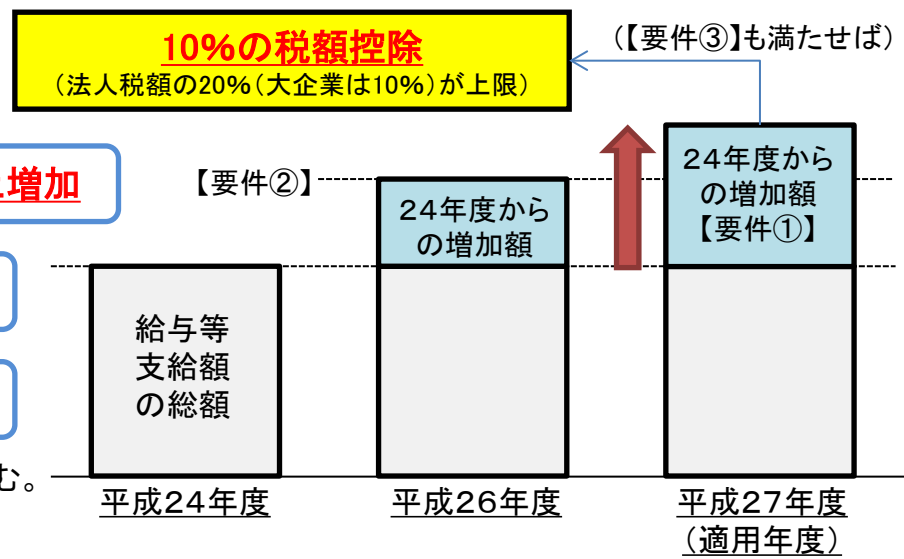 10%の税額控除
(法人税額の20%(大企業は10%)が上限)
(【要件③】も満たせば)
増加
【要件②】
24年度から
の増加額
24年度から
の増加額
【要件①】
給与等
支給額
の総額
む。
平成24年度
平成26年度
平成27年度
(適用年度)